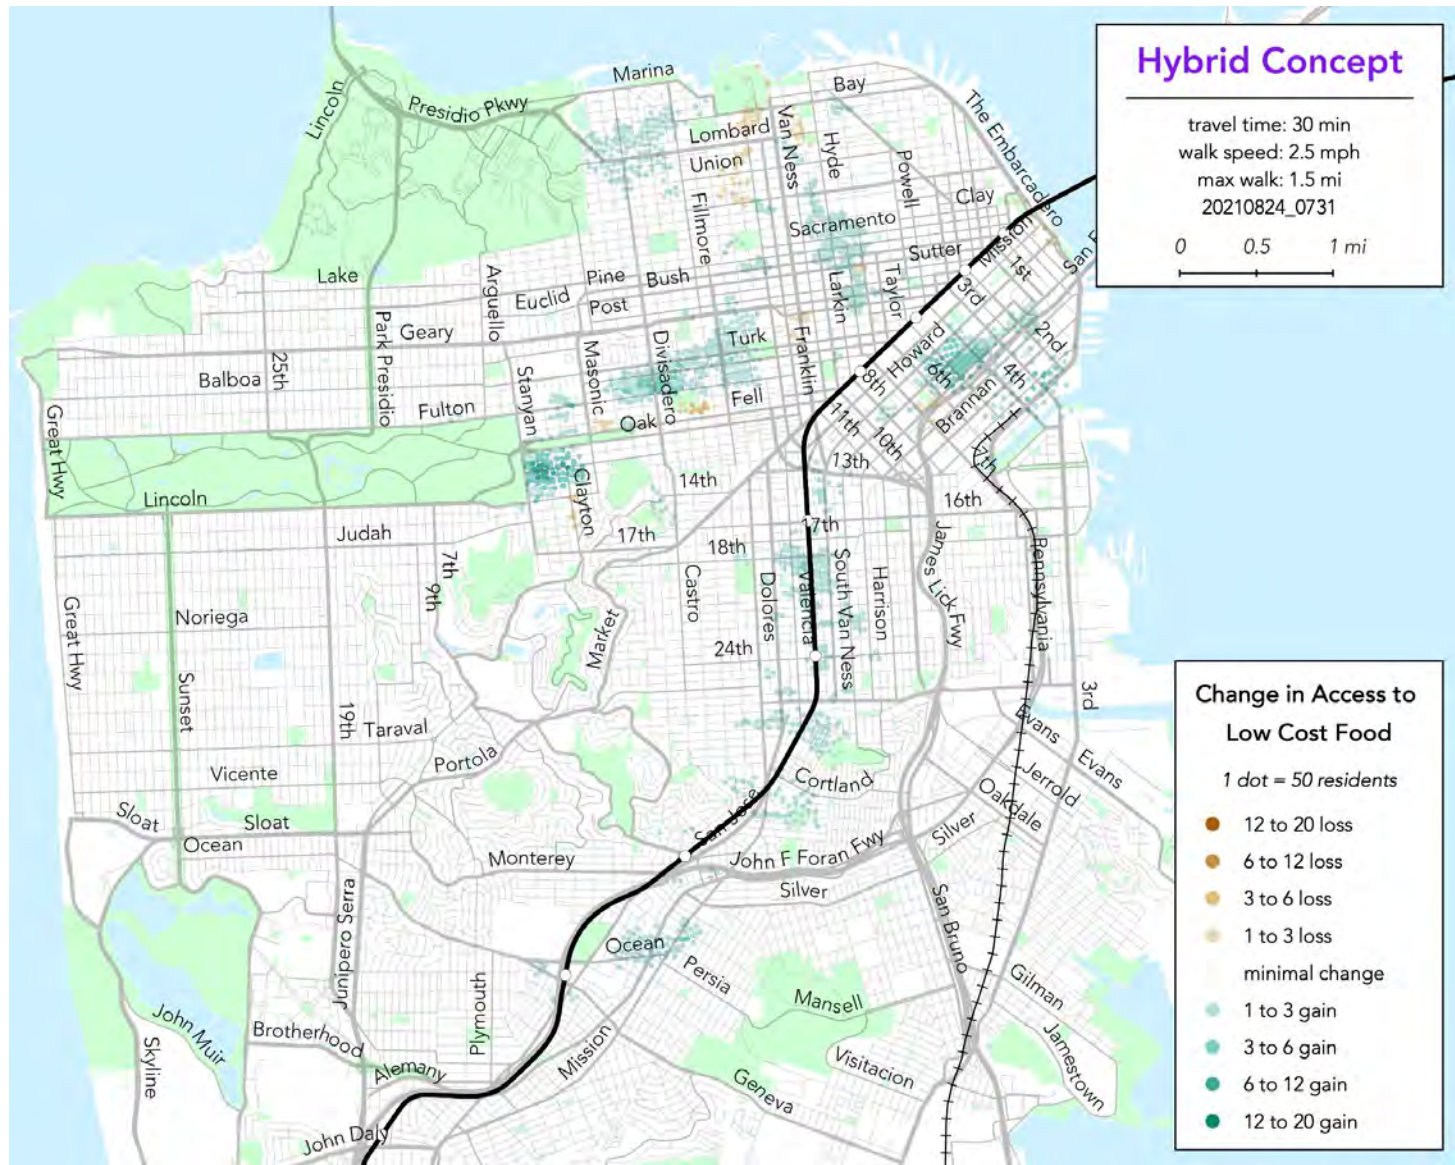 Hybrid Concept
travel time: 30 min
walk speed: 2.5 mph
max walk: 1.5 mi
20210824_0731
0 0.5 1 mi
Marina
Bay
Lincoln
Presidio Pkwy
The Embarcadero
Lombard
Van Ness
Hyde
Union
Powell
Clay
Fillmore
Sacramento
Mission
San F
Sutter
1st
Lake
Arguello
Pine
Bush
Larkin
Taylor
3rd
Euclid
Post
Geary
Park Presidio
25th
Masonic
Divisadero
Turk
Franklin
Howard
2nd
Balboa
Stanyan
8th
6th
4th
Fulton
Fell
Brannan
Great Hwy
Oak
11th
10th
Clayton
13th
7th
Lincoln
14th
16th
Judah
17th
17th
18th
7th
9th
James Lick Fwy
Pennsylvania
Castro
Dolores
Valencia
South Van Ness
Harrison
Great Hwy
Noriega
Market
24th
Sunset
19th
Taraval
3rd
Evans
Portola
Vicente
Cortland
Jerrold
Evans
Oakdale
Sloat
Sloat
San Jose
Silver
Ocean
Monterey
John F Foran Fwy
Silver
Junipero Serra
San Bruno
Ocean
Persia
Gilman
Plymouth
Mansell
John Muir
Brotherhood
Jamestown
Skyline
Alemany
Mission
Visitacion
Geneva
John Daly
Change in Access to
Low Cost Food
1 dot = 50 residents
12 to 20 loss
6 to 12 loss
3 to 6 loss
1 to 3 loss
minimal change
1 to 3 gain
3 to 6 gain
6 to 12 gain
12 to 20 gain